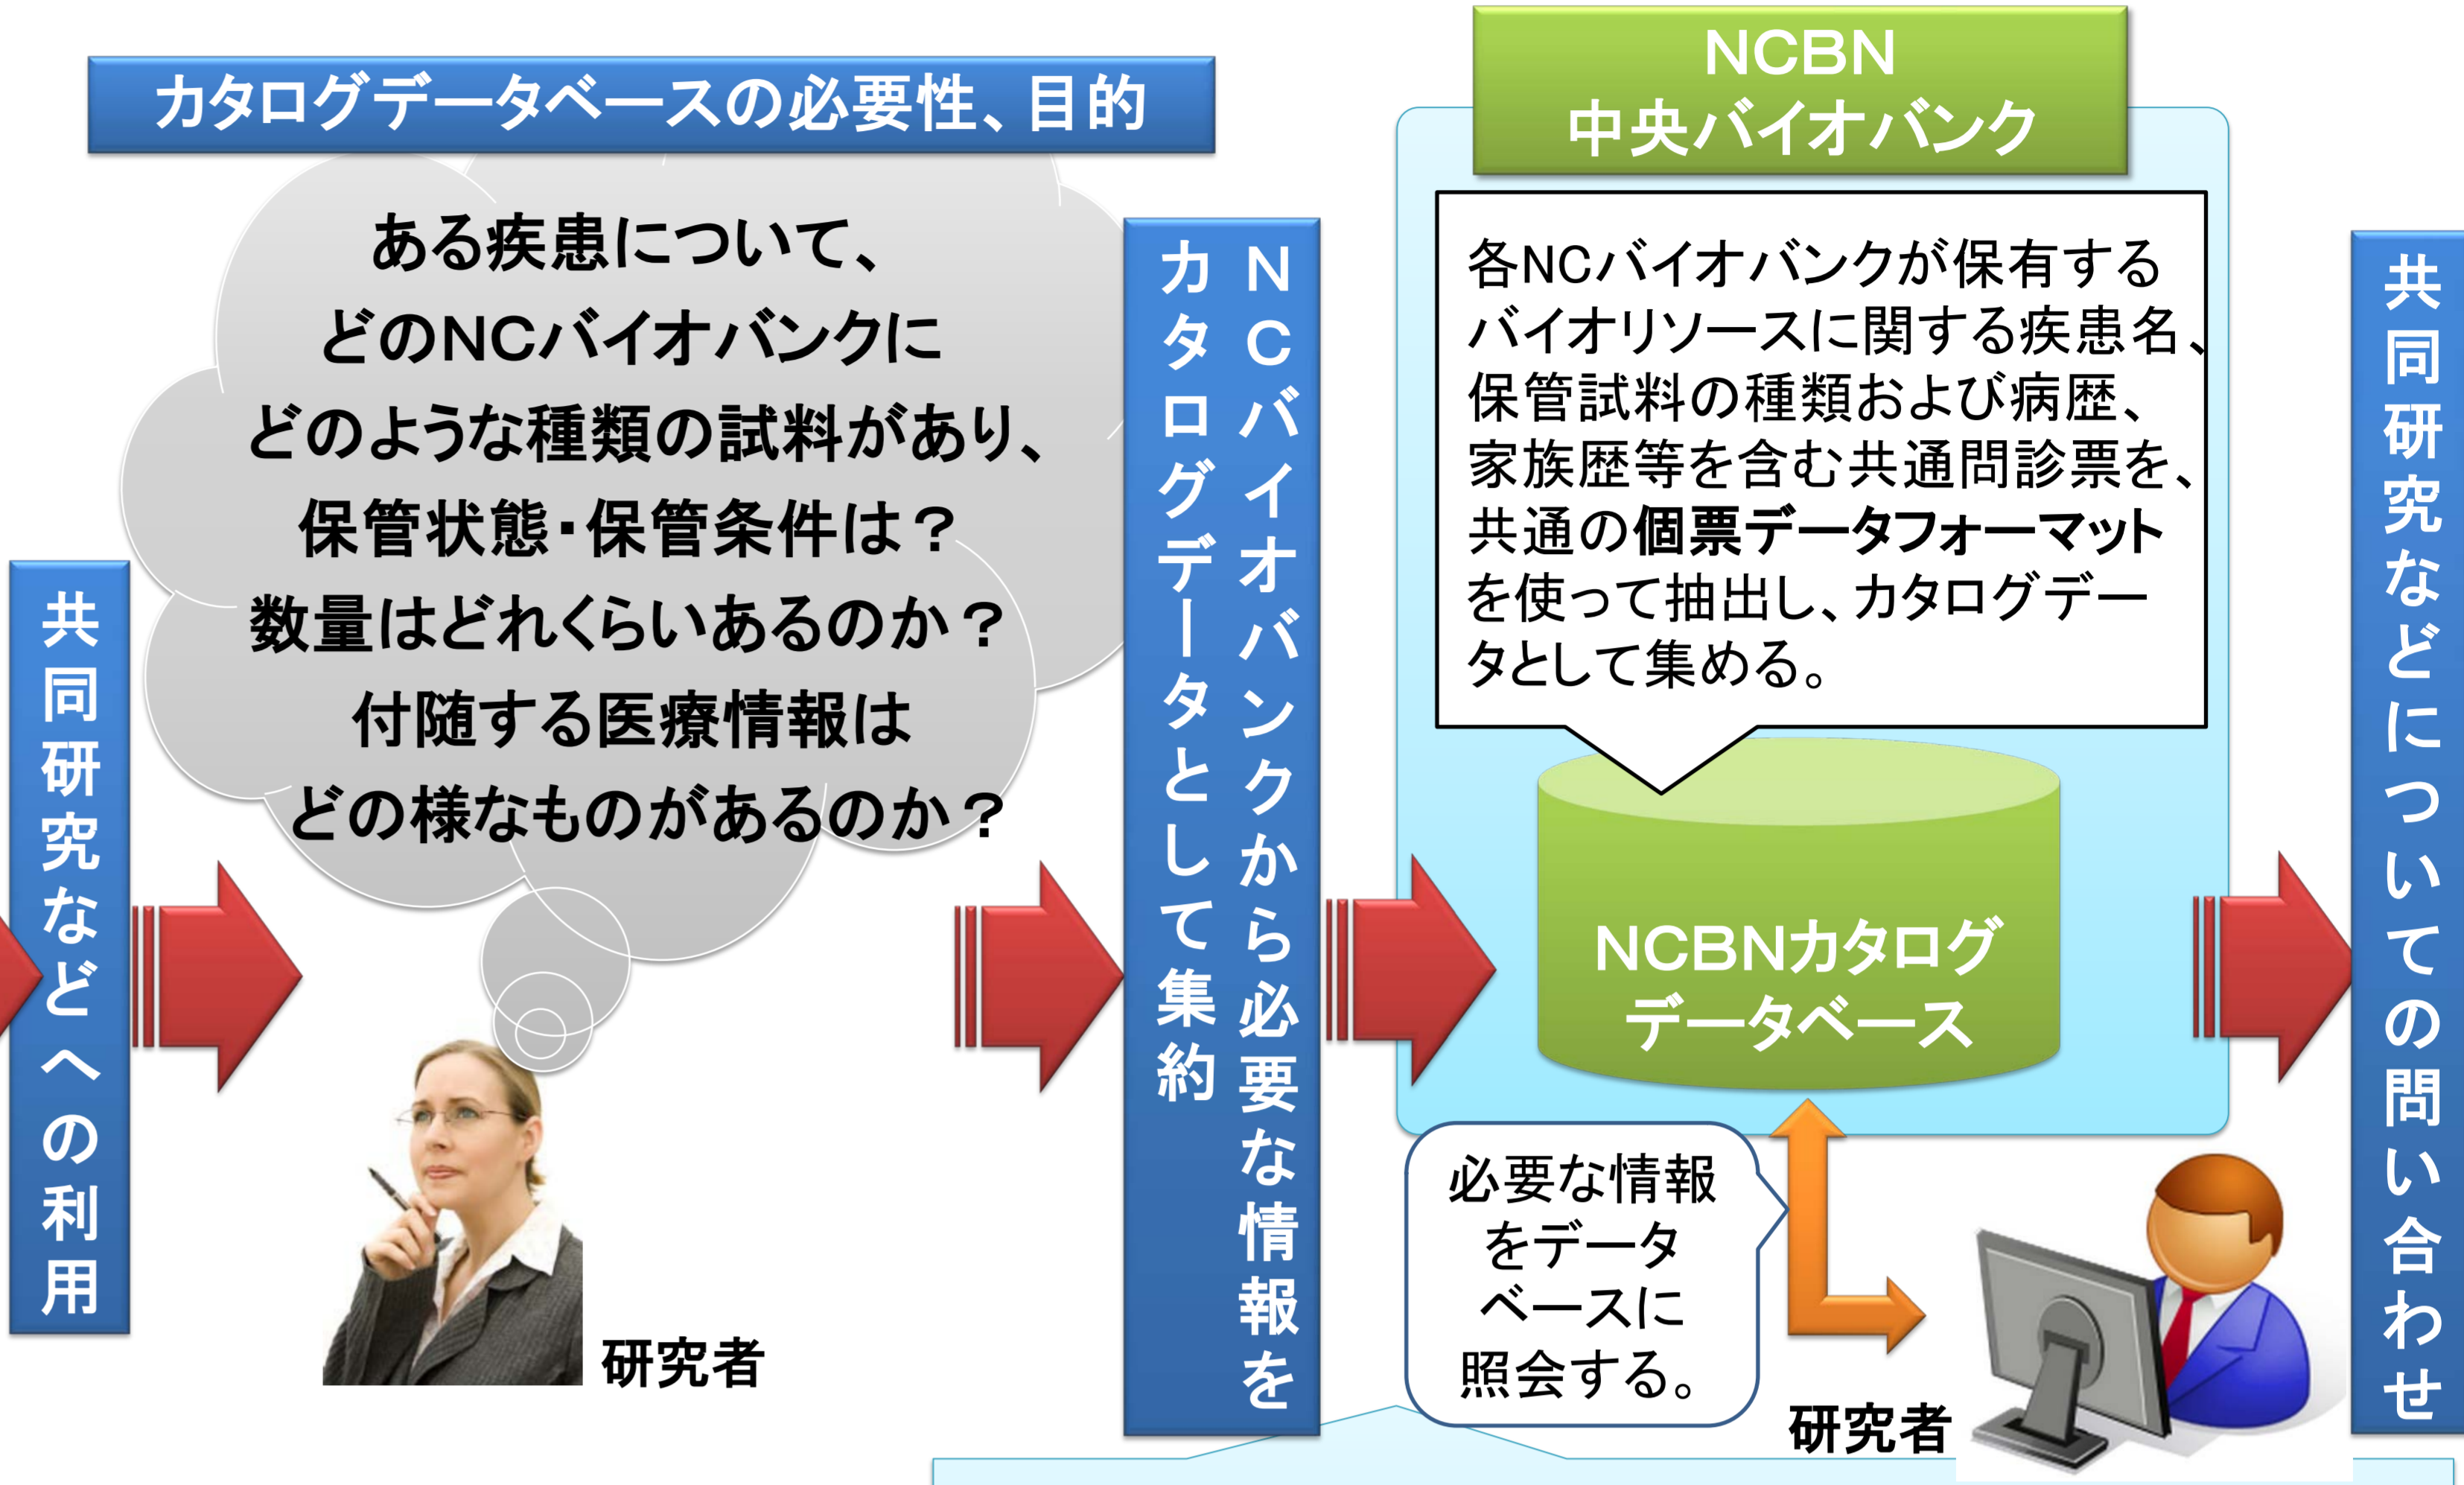 カタログデータベースの必要性、目的
ある疾患について、
どのNCバイオバンクに
どのような種類の試料があり、
保管状態・保管条件は？
数量はどれくらいあるのか？
付随する医療情報は
どの様なものがあるのか？
共同研究などへの利用
研究者
NCバイオバンクから必要な情報を
カタログデータとして集約
NCBN
中央バイオバンク
各NCバイオバンクが保有する
バイオリソースに関する疾患名、
保管試料の種類および病歴、
家族歴等を含む共通問診票を、
共通の個票データフォーマット
を使って抽出し、カタログデー
タとして集める。
NCBNカタログ
データベース
必要な情報
をデータ
ベースに
照会する。
研究者
共同研究などについての問い合わせ